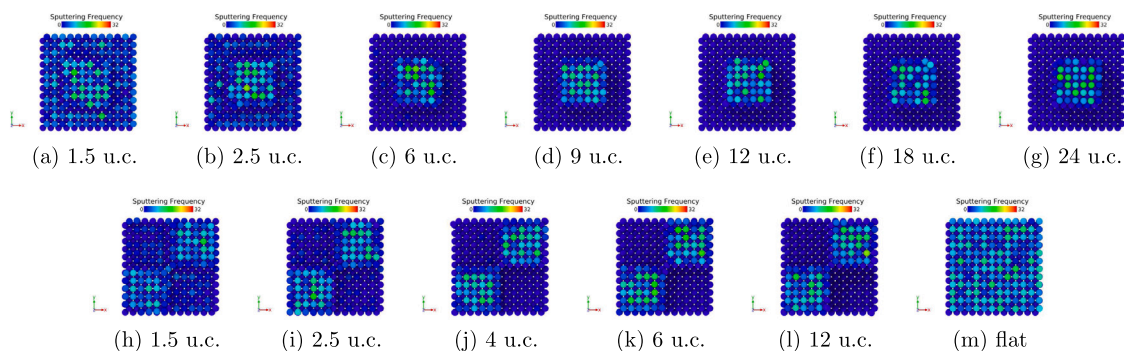 Sputtering Frequency Sputtering Frequency Sputtering Frequency Sputtering Frequency Sputtering Frequency Sputtering Frequency Sputtering Frequency
0 32 0 32 0 32 0 32 0 32 0 32 0 32
Y X Y X Y X Y X Y X Y X Y X
(a) 1.5 u.c. (b) 2.5 u.c. (c) 6 u.c. (d) 9 u.c. (e) 12 u.c. (f) 18 u.c. (g) 24 u.c.
Sputtering Frequency Sputtering Frequency Sputtering Frequency Sputtering Frequency Sputtering Frequency Sputtering Frequency
0 32 0 32 0 32 0 32 0 32 0 32
Y X Y X Y X Y X Y X Y X
(h) 1.5 u.c. (i) 2.5 u.c. (j) 4 u.c. (k) 6 u.c. (l) 12 u.c. (m) flat